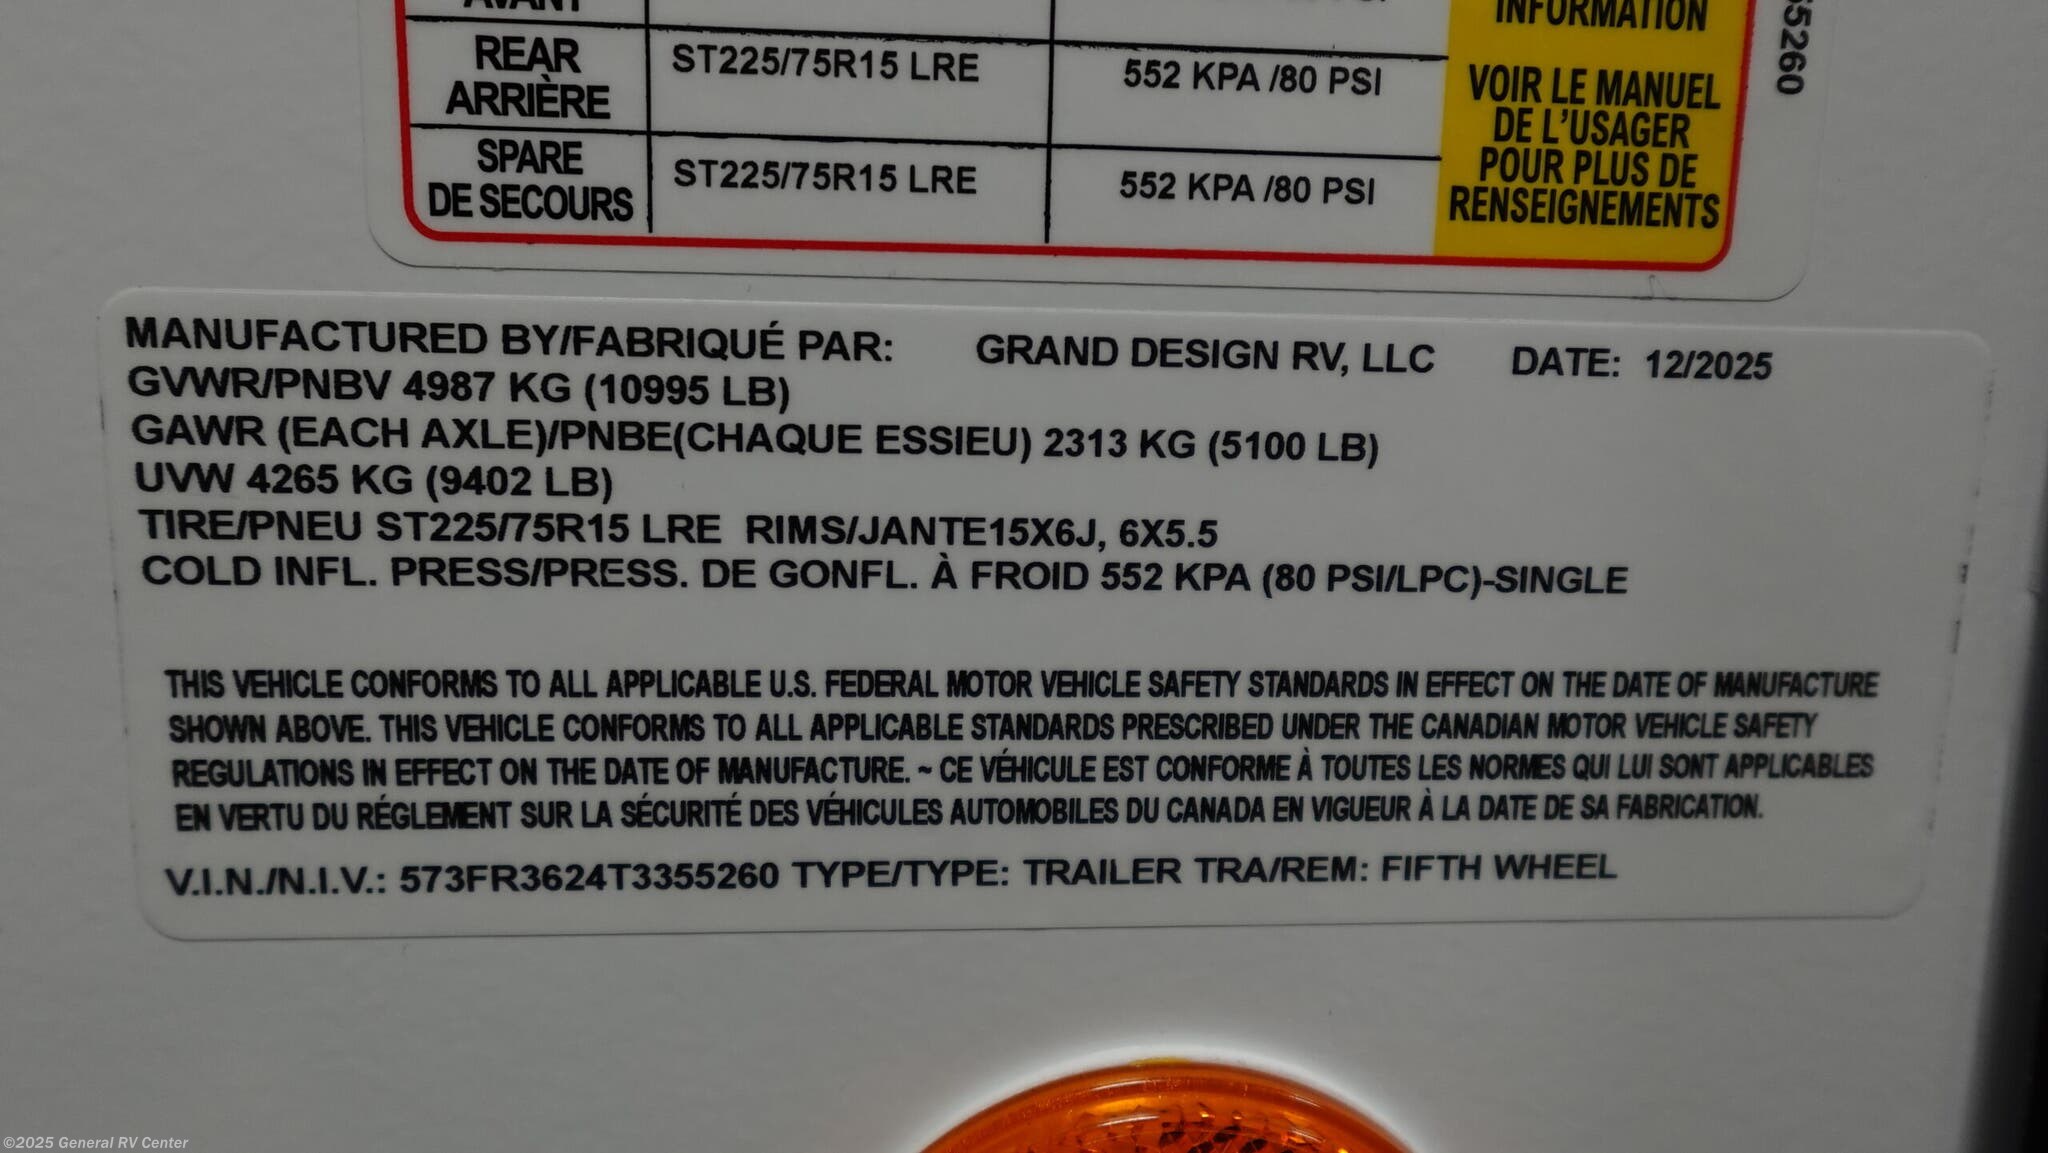 AVANT
INFORMATION
REAR
ARRIÈRE
ST225/75R15 LRE
552 KPA /80 PSI
SPARE
DE SECOURS
ST225/75R15 LRE
552 KPA /80 PSI
VOIR LE MANUEL
DE L'USAGER
POUR PLUS DE
RENSEIGNEMENTS
55260
MANUFACTURED BY/FABRIQUÉ PAR: GRAND DESIGN RV, LLC DATE: 12/2025
GVWR/PNBV 4987 KG (10995 LB)
GAWR (EACH AXLE)/PNBE(CHAQUE ESSIEU) 2313 KG (5100 LB)
UVW 4265 KG (9402 LB)
TIRE/PNEU ST225/75R15 LRE RIMS/JANTE15X6J, 6X5.5
COLD INFL. PRESS/PRESS. DE GONFL. À FROID 552 KPA (80 PSI/LPC)-SINGLE
THIS VEHICLE CONFORMS TO ALL APPLICABLE U.S. FEDERAL MOTOR VEHICLE SAFETY STANDARDS IN EFFECT ON THE DATE OF MANUFACTURE
SHOWN ABOVE. THIS VEHICLE CONFORMS TO ALL APPLICABLE STANDARDS PRESCRIBED UNDER THE CANADIAN MOTOR VEHICLE SAFETY
REGULATIONS IN EFFECT ON THE DATE OF MANUFACTURE. ~ CE VÉHICULE EST CONFORME À TOUTES LES NORMES QUI LUI SONT APPLICABLES
EN VERTU DU RÉGLEMENT SUR LA SÉCURITÉ DES VÉHICULES AUTOMOBILES DU CANADA EN VIGUEUR À LA DATE DE SA FABRICATION.
V.I.N./N.I.V.: 573FR3624T3355260 TYPE/TYPE: TRAILER TRA/REM: FIFTH WHEEL
©2025 General RV Center